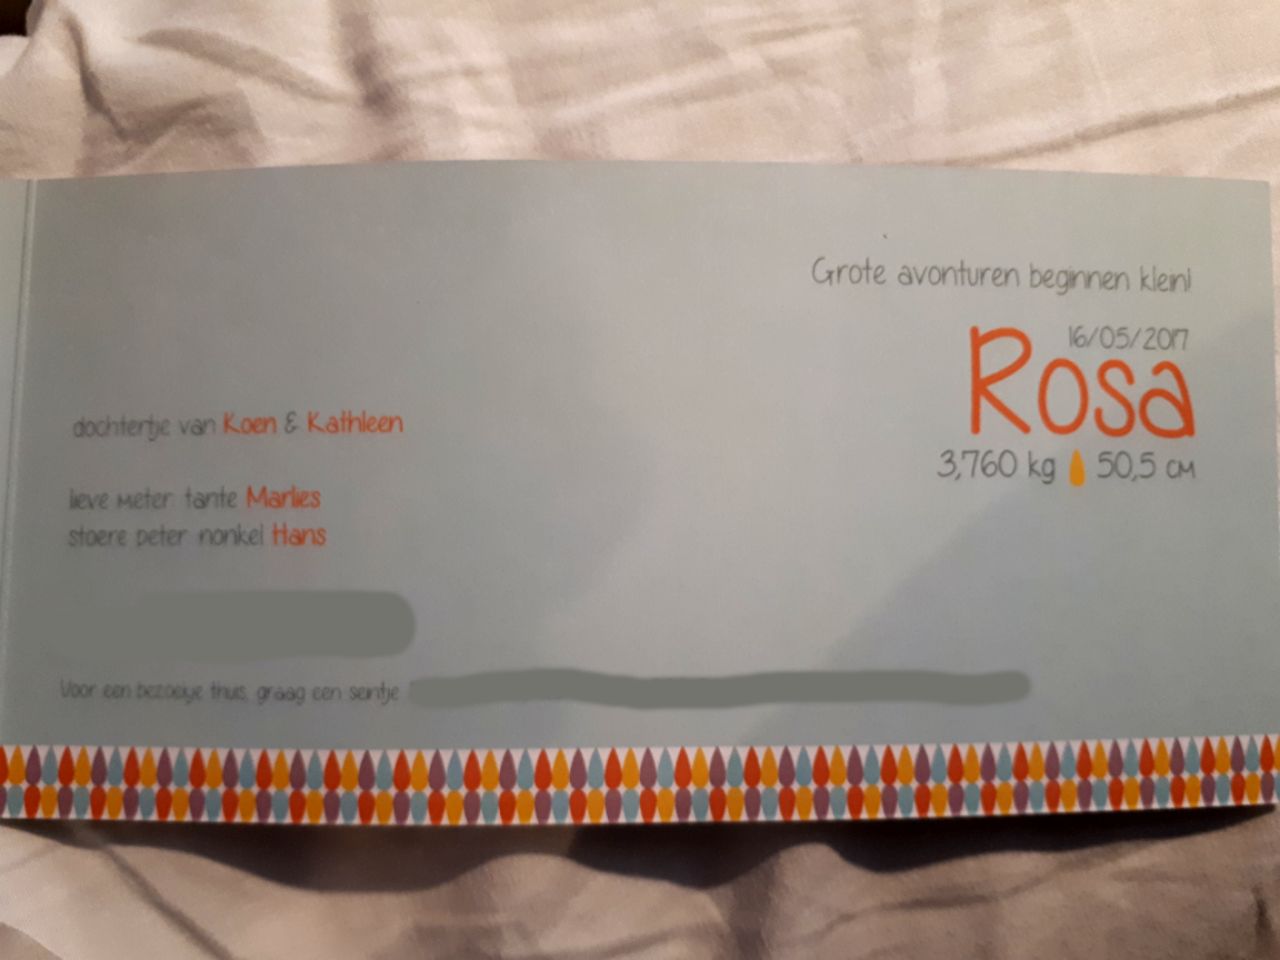 Grote avonturen beginnen klein!
16/05/2017
Rosa
3,760 kg 50,5 cm
dochtertje van Koen & Kathleen
lieve meter: tante Marlies
stoere peter: nonkel Hans
Voor een bezoekje thuis, graag een seintje